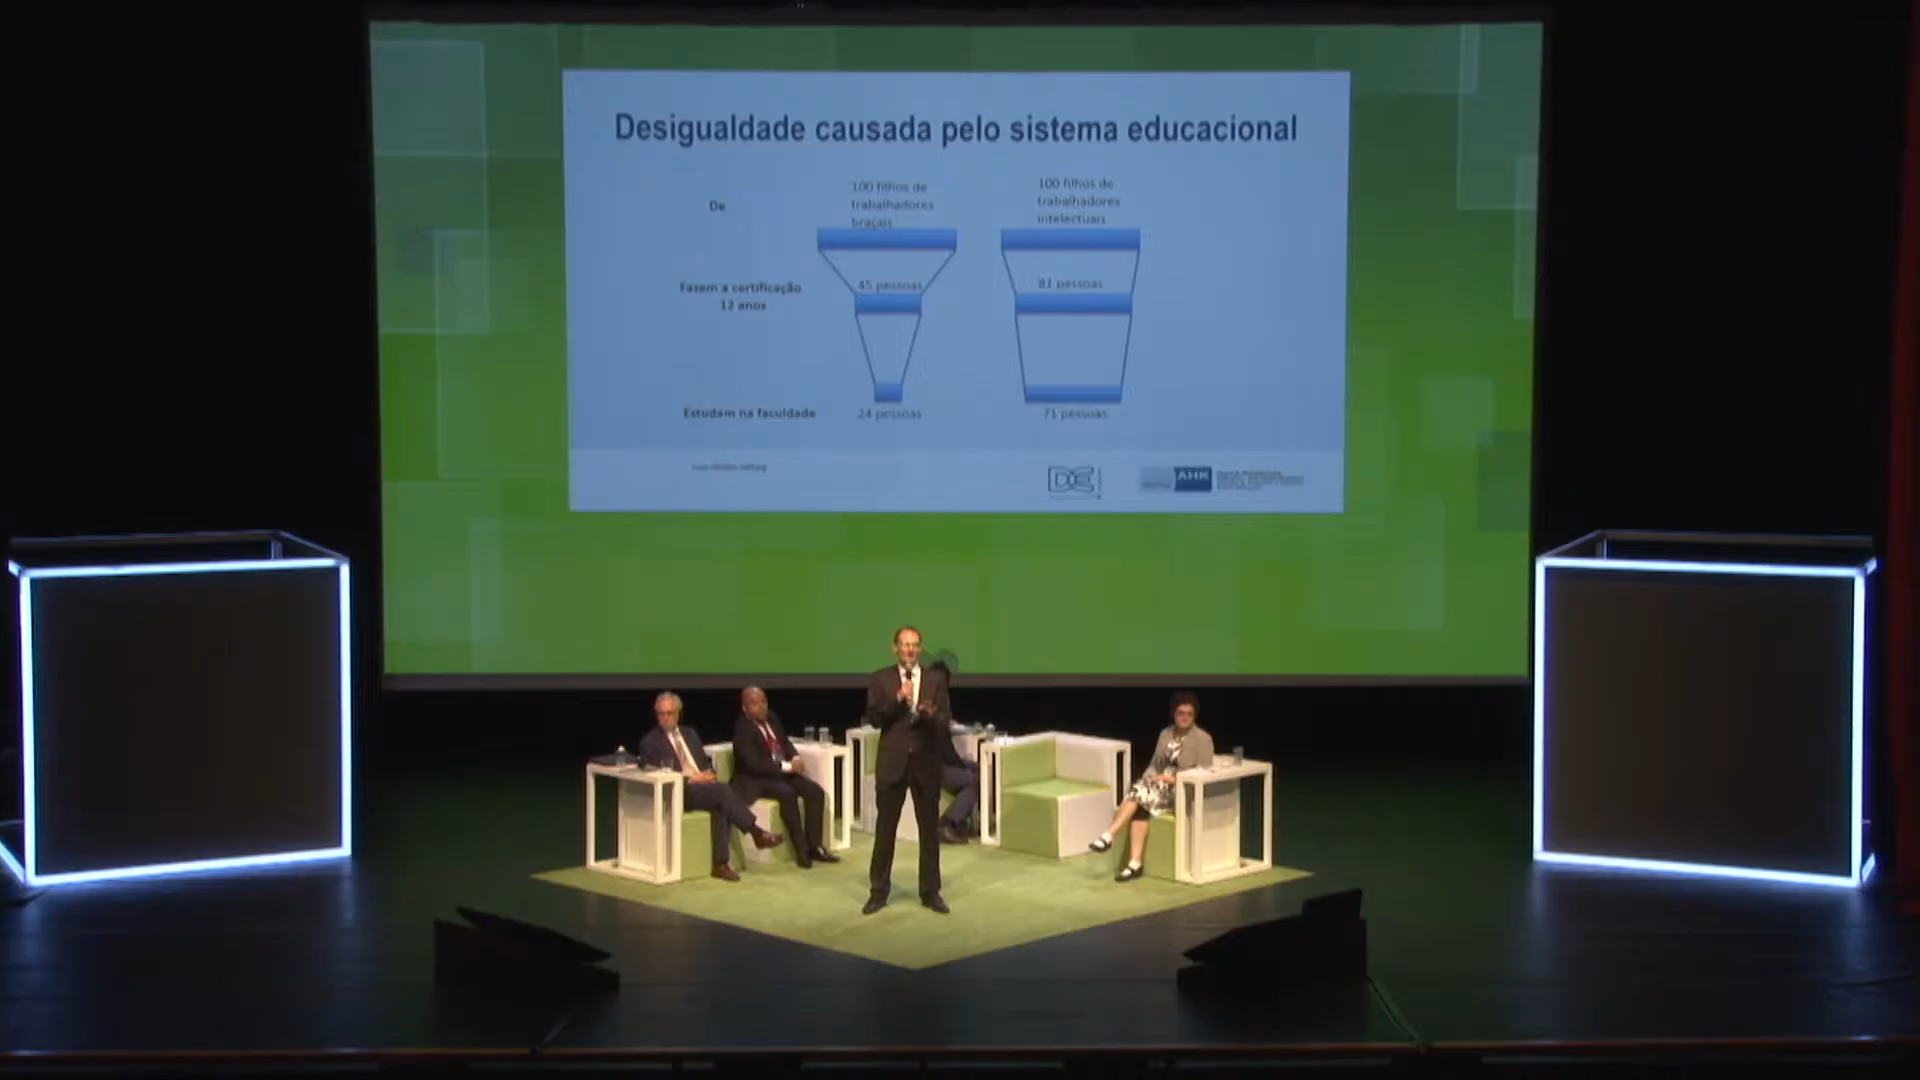 Desigualdade causada pelo sistema educacional
De
100 filhos de
trabalhadores
braçais
100 filhos de
trabalhadores
intelectuais
Fazem a certificação
12 anos
45 pessoas
81 pessoas
Estudam na faculdade
24 pessoas
71 pessoas
DE
AHK